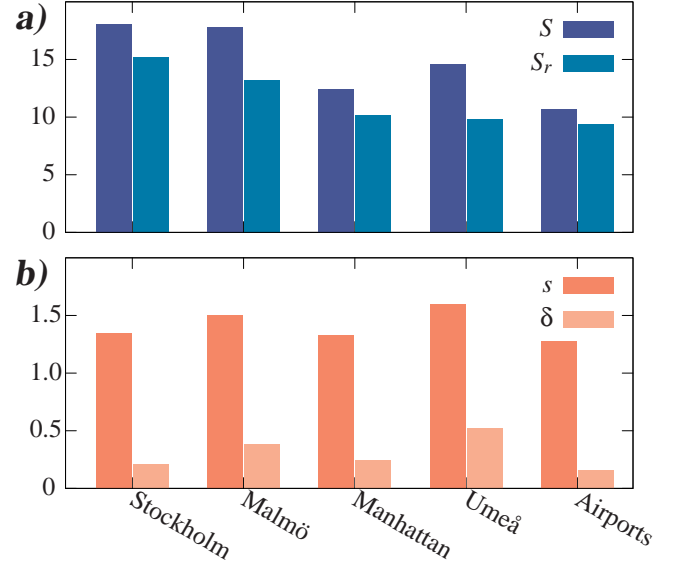 a)
S
S_r
15
10
5
0
b)
s
δ
1.5
1.0
0.5
0
Stockholm
Malmö
Manhattan
Umeå
Airports